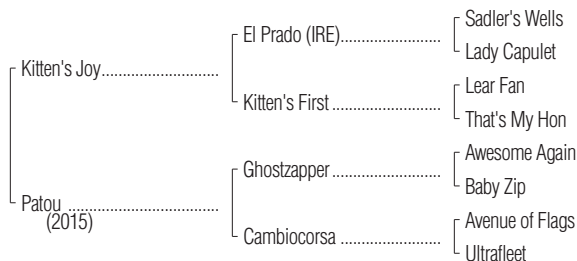 Sadler's Wells
El Prado (IRE)
Lady Capulet
Kitten's Joy
Lear Fan
Kitten's First
That's My Hon
Awesome Again
Ghostzapper
Baby Zip
Patou
(2015)
Avenue of Flags
Cambiocorsa
Ultrafleet